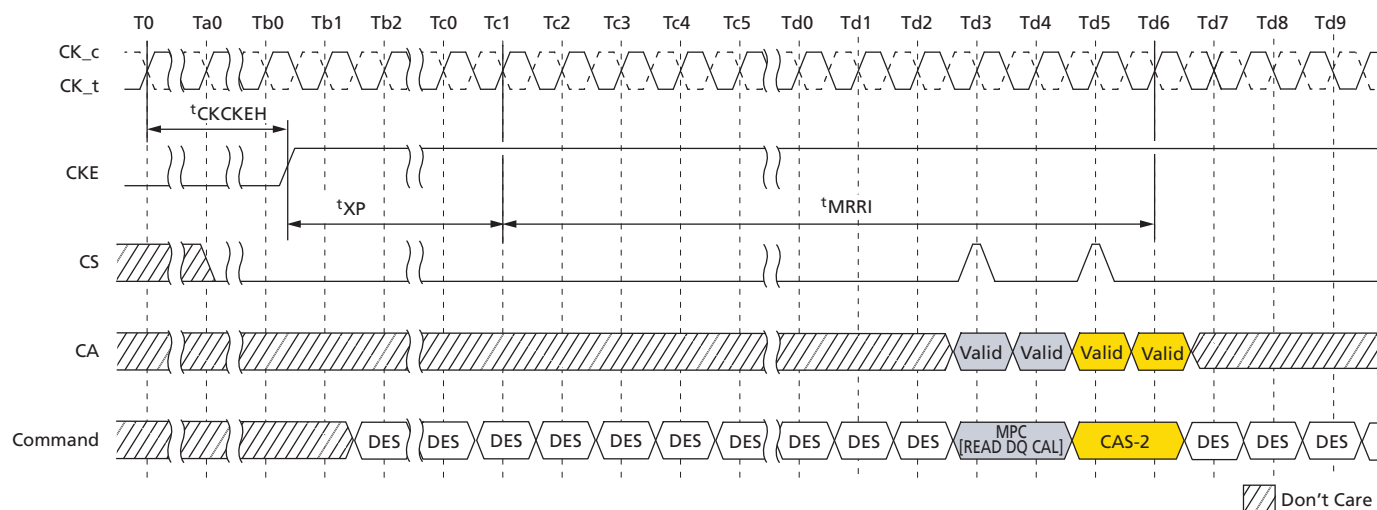 T0 Ta0 Tb0 Tb1 Tb2 Tc0 Tc1 Tc2 Tc3 Tc4 Tc5 Td0 Td1 Td2 Td3 Td4 Td5 Td6 Td7 Td8 Td9
CK_c
CK_t
tCKCKEH
CKE
tXP tMRRI
CS
CA Valid Valid Valid Valid
Command DES DES DES DES DES DES DES DES DES DES MPC [READ DQ CAL] CAS-2 DES DES DES
Don't Care